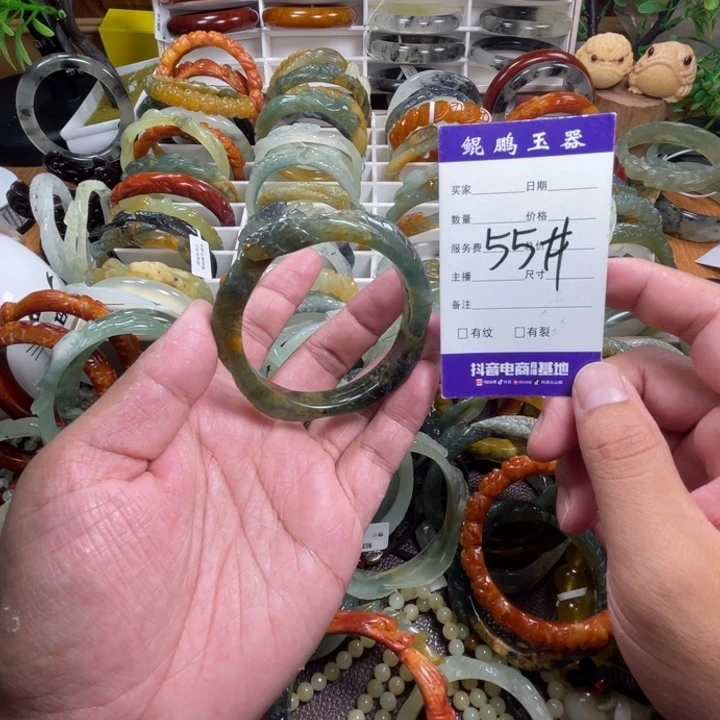 鲲鹏玉器
买家 日期
数量 价格
服务费 55# 价
主播 尺寸
备注
□有纹 □有裂
抖音电商直播基地